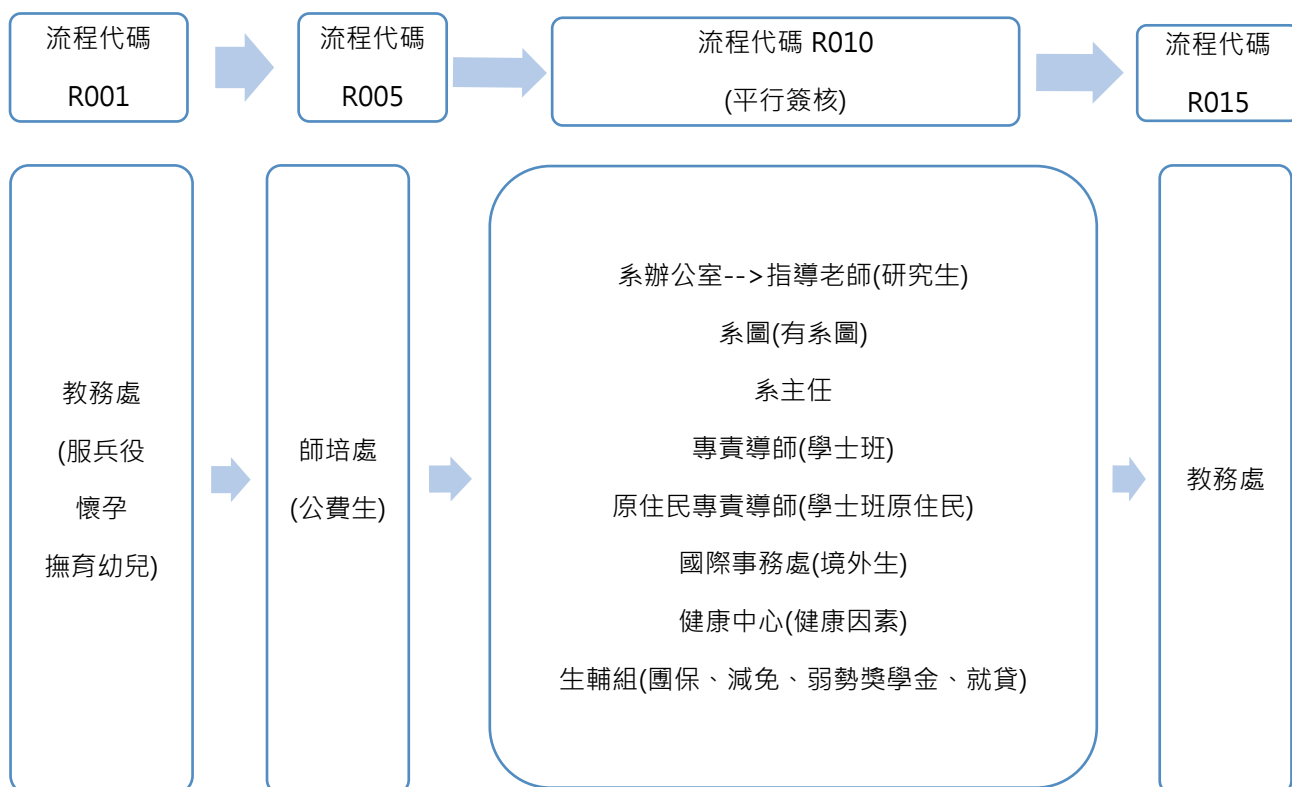 流程代碼
R001
流程代碼
R005
流程代碼 R010
(平行簽核)
流程代碼
R015
教務處
(服兵役
懷孕
撫育幼兒)
師培處
(公費生)
系辦公室-->指導老師(研究生)
系圖(有系圖)
系主任
專責導師(學士班)
原住民專責導師(學士班原住民)
國際事務處(境外生)
健康中心(健康因素)
生輔組(團保、減免、弱勢獎學金、就貸)
教務處